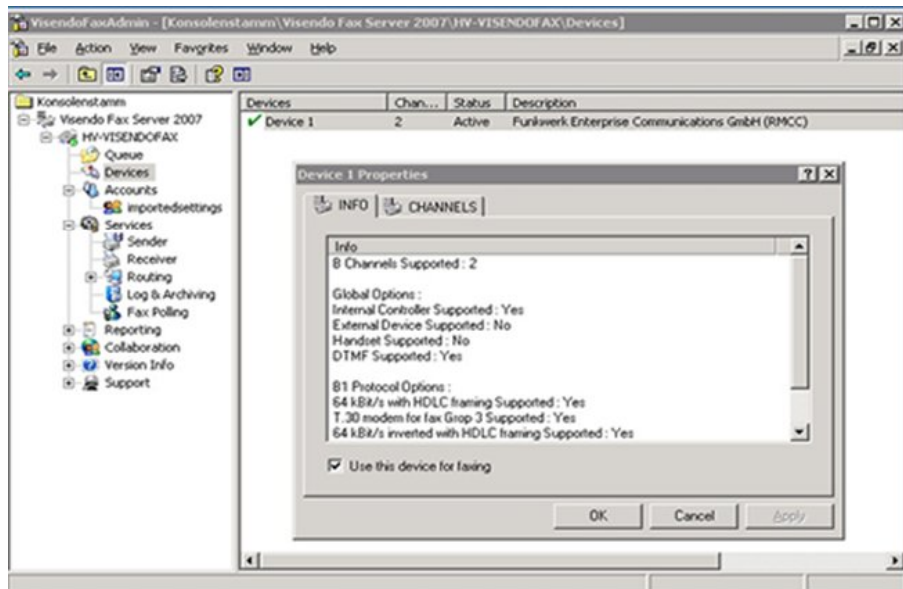 VisendoFaxAdmin - [Konsolenstamm\Visendo Fax Server 2007\HV-VISENDOFAX\Devices]
File Action View Favorites Window Help
Konsolenstamm
Visendo Fax Server 2007
HV-VISENDOFAX
Queue
Devices
Accounts
importedsettings
Services
Sender
Receiver
Routing
Log & Archiving
Fax Polling
Reporting
Collaboration
Version Info
Support
Devices Chan... Status Description
Device 1 2 Active Funkwerk Enterprise Communications GmbH (RMCC)
Device 1 Properties
INFO CHANNELS
Info
B Channels Supported : 2
Global Options :
Internal Controller Supported : Yes
External Device Supported : No
Handset Supported : No
DTMF Supported : Yes
B1 Protocol Options :
64 kBit/s with HDLC framing Supported : Yes
T.30 modem for fax Grop 3 Supported : Yes
64 kBit/s inverted with HDLC framing Supported : Yes
Use this device for faxing
OK Cancel Apply